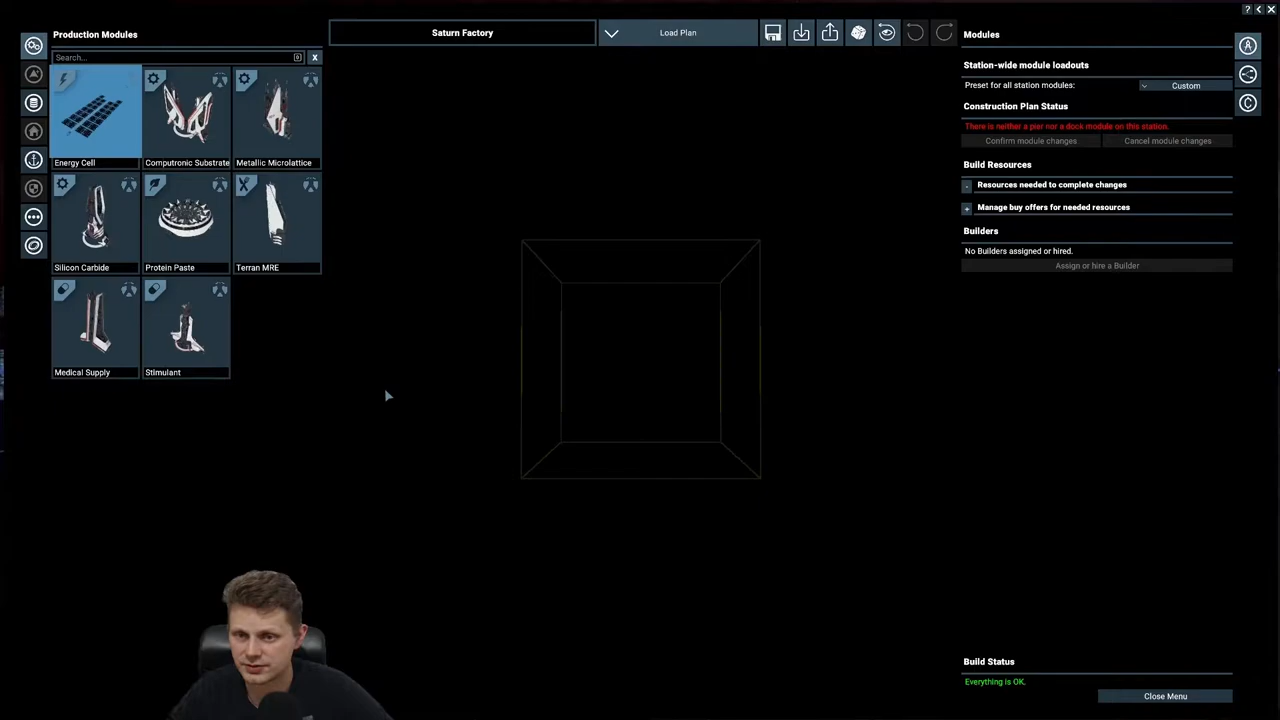 Production Modules
Search...
x
Energy Cell
Computronic Substrate
Metallic Microlattice
Silicon Carbide
Protein Paste
Terran MRE
Medical Supply
Stimulant
Saturn Factory
Load Plan
?
Modules
Station-wide module loadouts
Preset for all station modules:
Custom
Construction Plan Status
There is neither a pier nor a dock module on this station.
Confirm module changes
Cancel module changes
Build Resources
- Resources needed to complete changes
+ Manage buy offers for needed resources
Builders
No Builders assigned or hired.
Assign or hire a Builder
Build Status
Everything is OK.
Close Menu